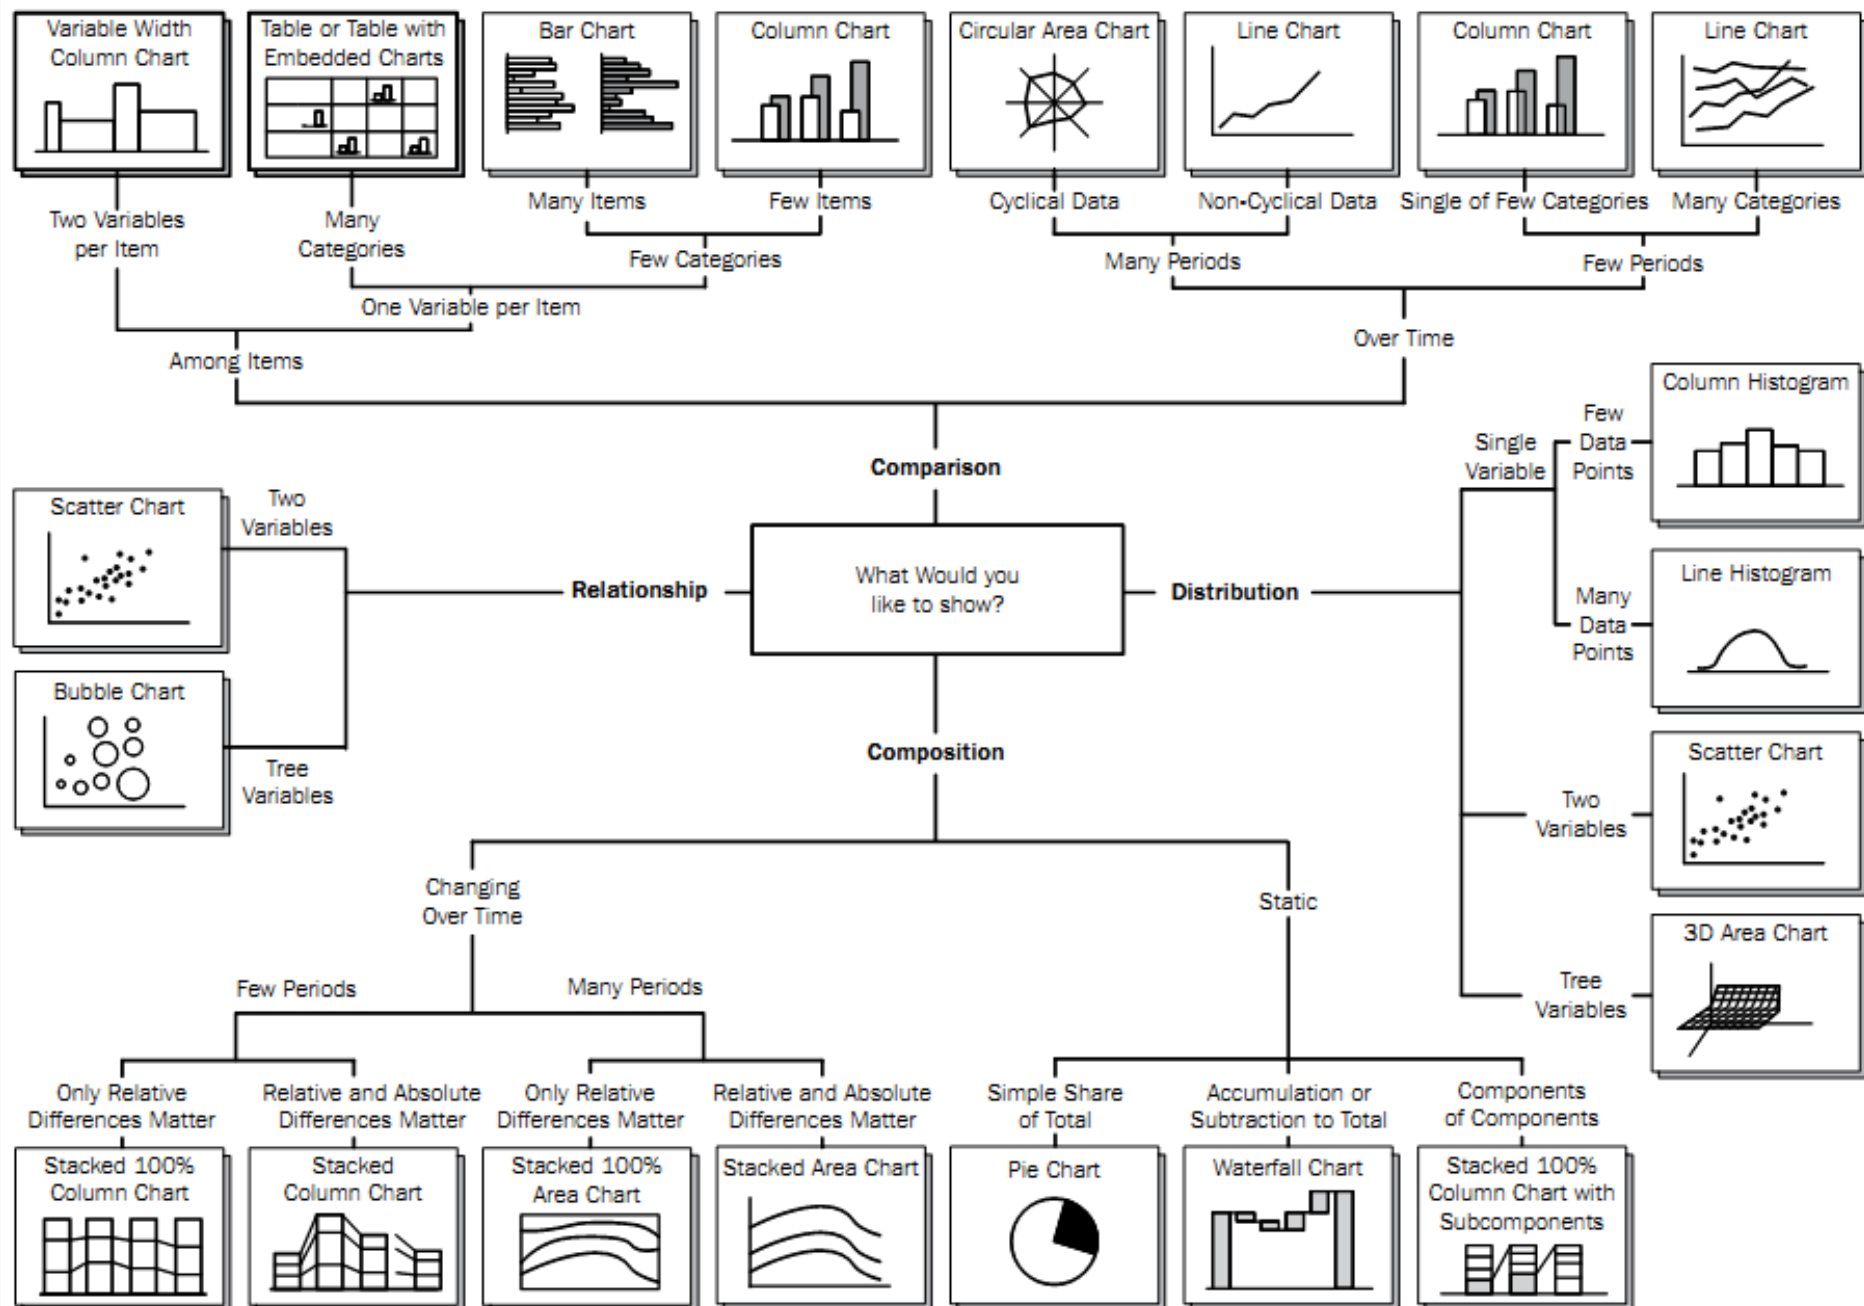 Variable Width
Column Chart
Table or Table with
Embedded Charts
Bar Chart
Column Chart
Circular Area Chart
Line Chart
Column Chart
Line Chart
Two Variables
per Item
Many
Categories
Many Items
Few Items
Cyclical Data
Non-Cyclical Data
Single of Few Categories
Many Categories
Few Categories
Many Periods
Few Periods
One Variable per Item
Over Time
Among Items
Comparison
Column Histogram
Single
Variable
Few
Data
Points
Scatter Chart
Two
Variables
Relationship
What Would you
like to show?
Distribution
Line Histogram
Many
Data
Points
Bubble Chart
Tree
Variables
Composition
Scatter Chart
Two
Variables
Changing
Over Time
Static
3D Area Chart
Tree
Variables
Few Periods
Many Periods
Only Relative
Differences Matter
Relative and Absolute
Differences Matter
Only Relative
Differences Matter
Relative and Absolute
Differences Matter
Simple Share
of Total
Accumulation or
Subtraction to Total
Components
of Components
Stacked 100%
Column Chart
Stacked
Column Chart
Stacked 100%
Area Chart
Stacked Area Chart
Pie Chart
Waterfall Chart
Stacked 100%
Column Chart with
Subcomponents